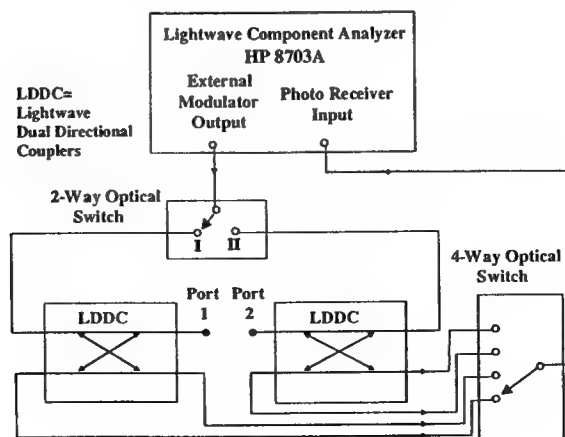 Lightwave Component Analyzer
HP 8703A
External
Modulator
Output
Photo Receiver
Input
LDDC=
Lightwave
Dual Directional
Couplers
2-Way Optical
Switch
I II
4-Way Optical
Switch
LDDC
Port
1
Port
2
LDDC